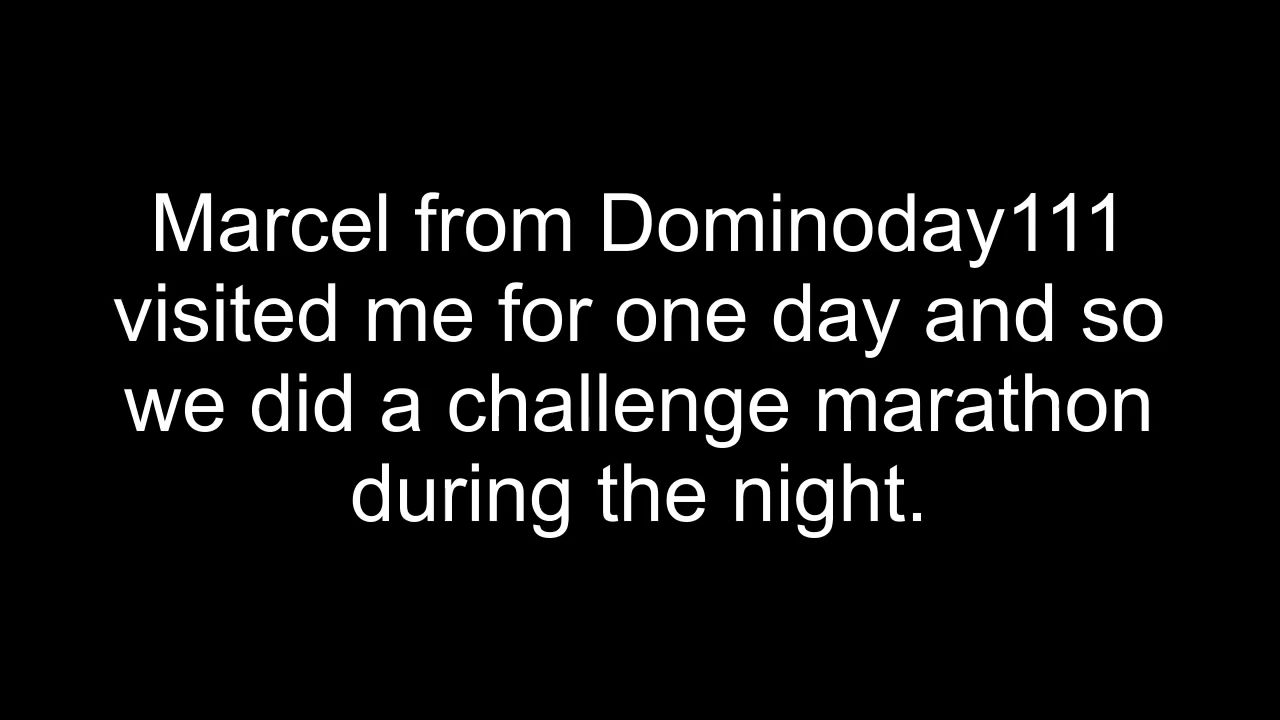 Marcel from Dominoday111
visited me for one day and so
we did a challenge marathon
during the night.